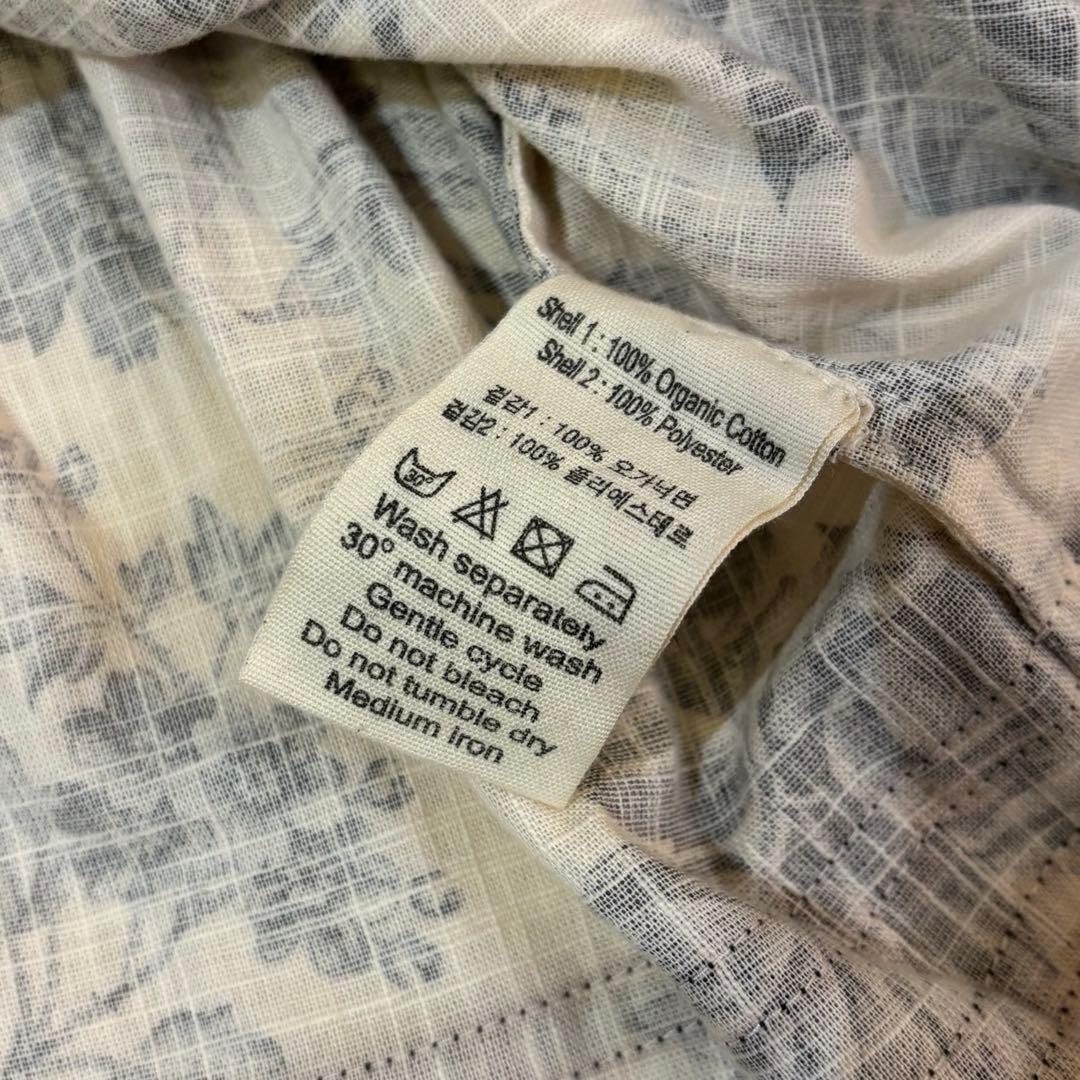 Shell 1 : 100% Organic Cotton
Shell 2 : 100% Polyester
겉감1 : 100% 오가닉면
겉감2 : 100% 폴리에스테르
30°
Wash separately
30° machine wash
Gentle cycle
Do not bleach
Do not tumble dry
Medium iron